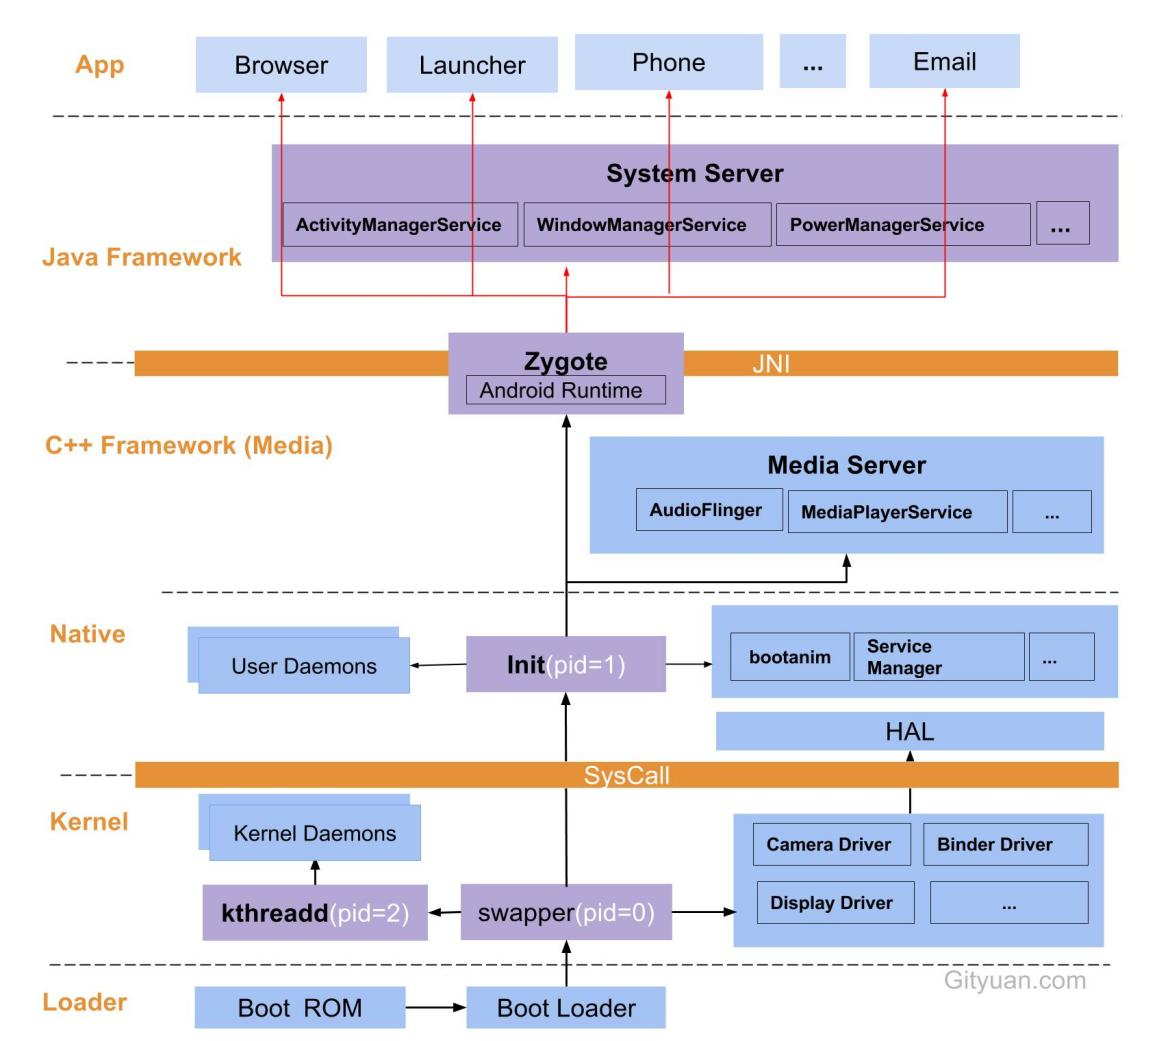 App
Browser
Launcher
Phone
...
Email
System Server
ActivityManagerService
WindowManagerService
PowerManagerService
...
Java Framework
Zygote
Android Runtime
JNI
C++ Framework (Media)
Media Server
AudioFlinger
MediaPlayerService
...
Native
User Daemons
Init(pid=1)
bootanim
Service
Manager
...
HAL
SysCall
Kernel
Kernel Daemons
Camera Driver
Binder Driver
kthreadd(pid=2)
swapper(pid=0)
Display Driver
...
Gityuan.com
Loader
Boot ROM
Boot Loader